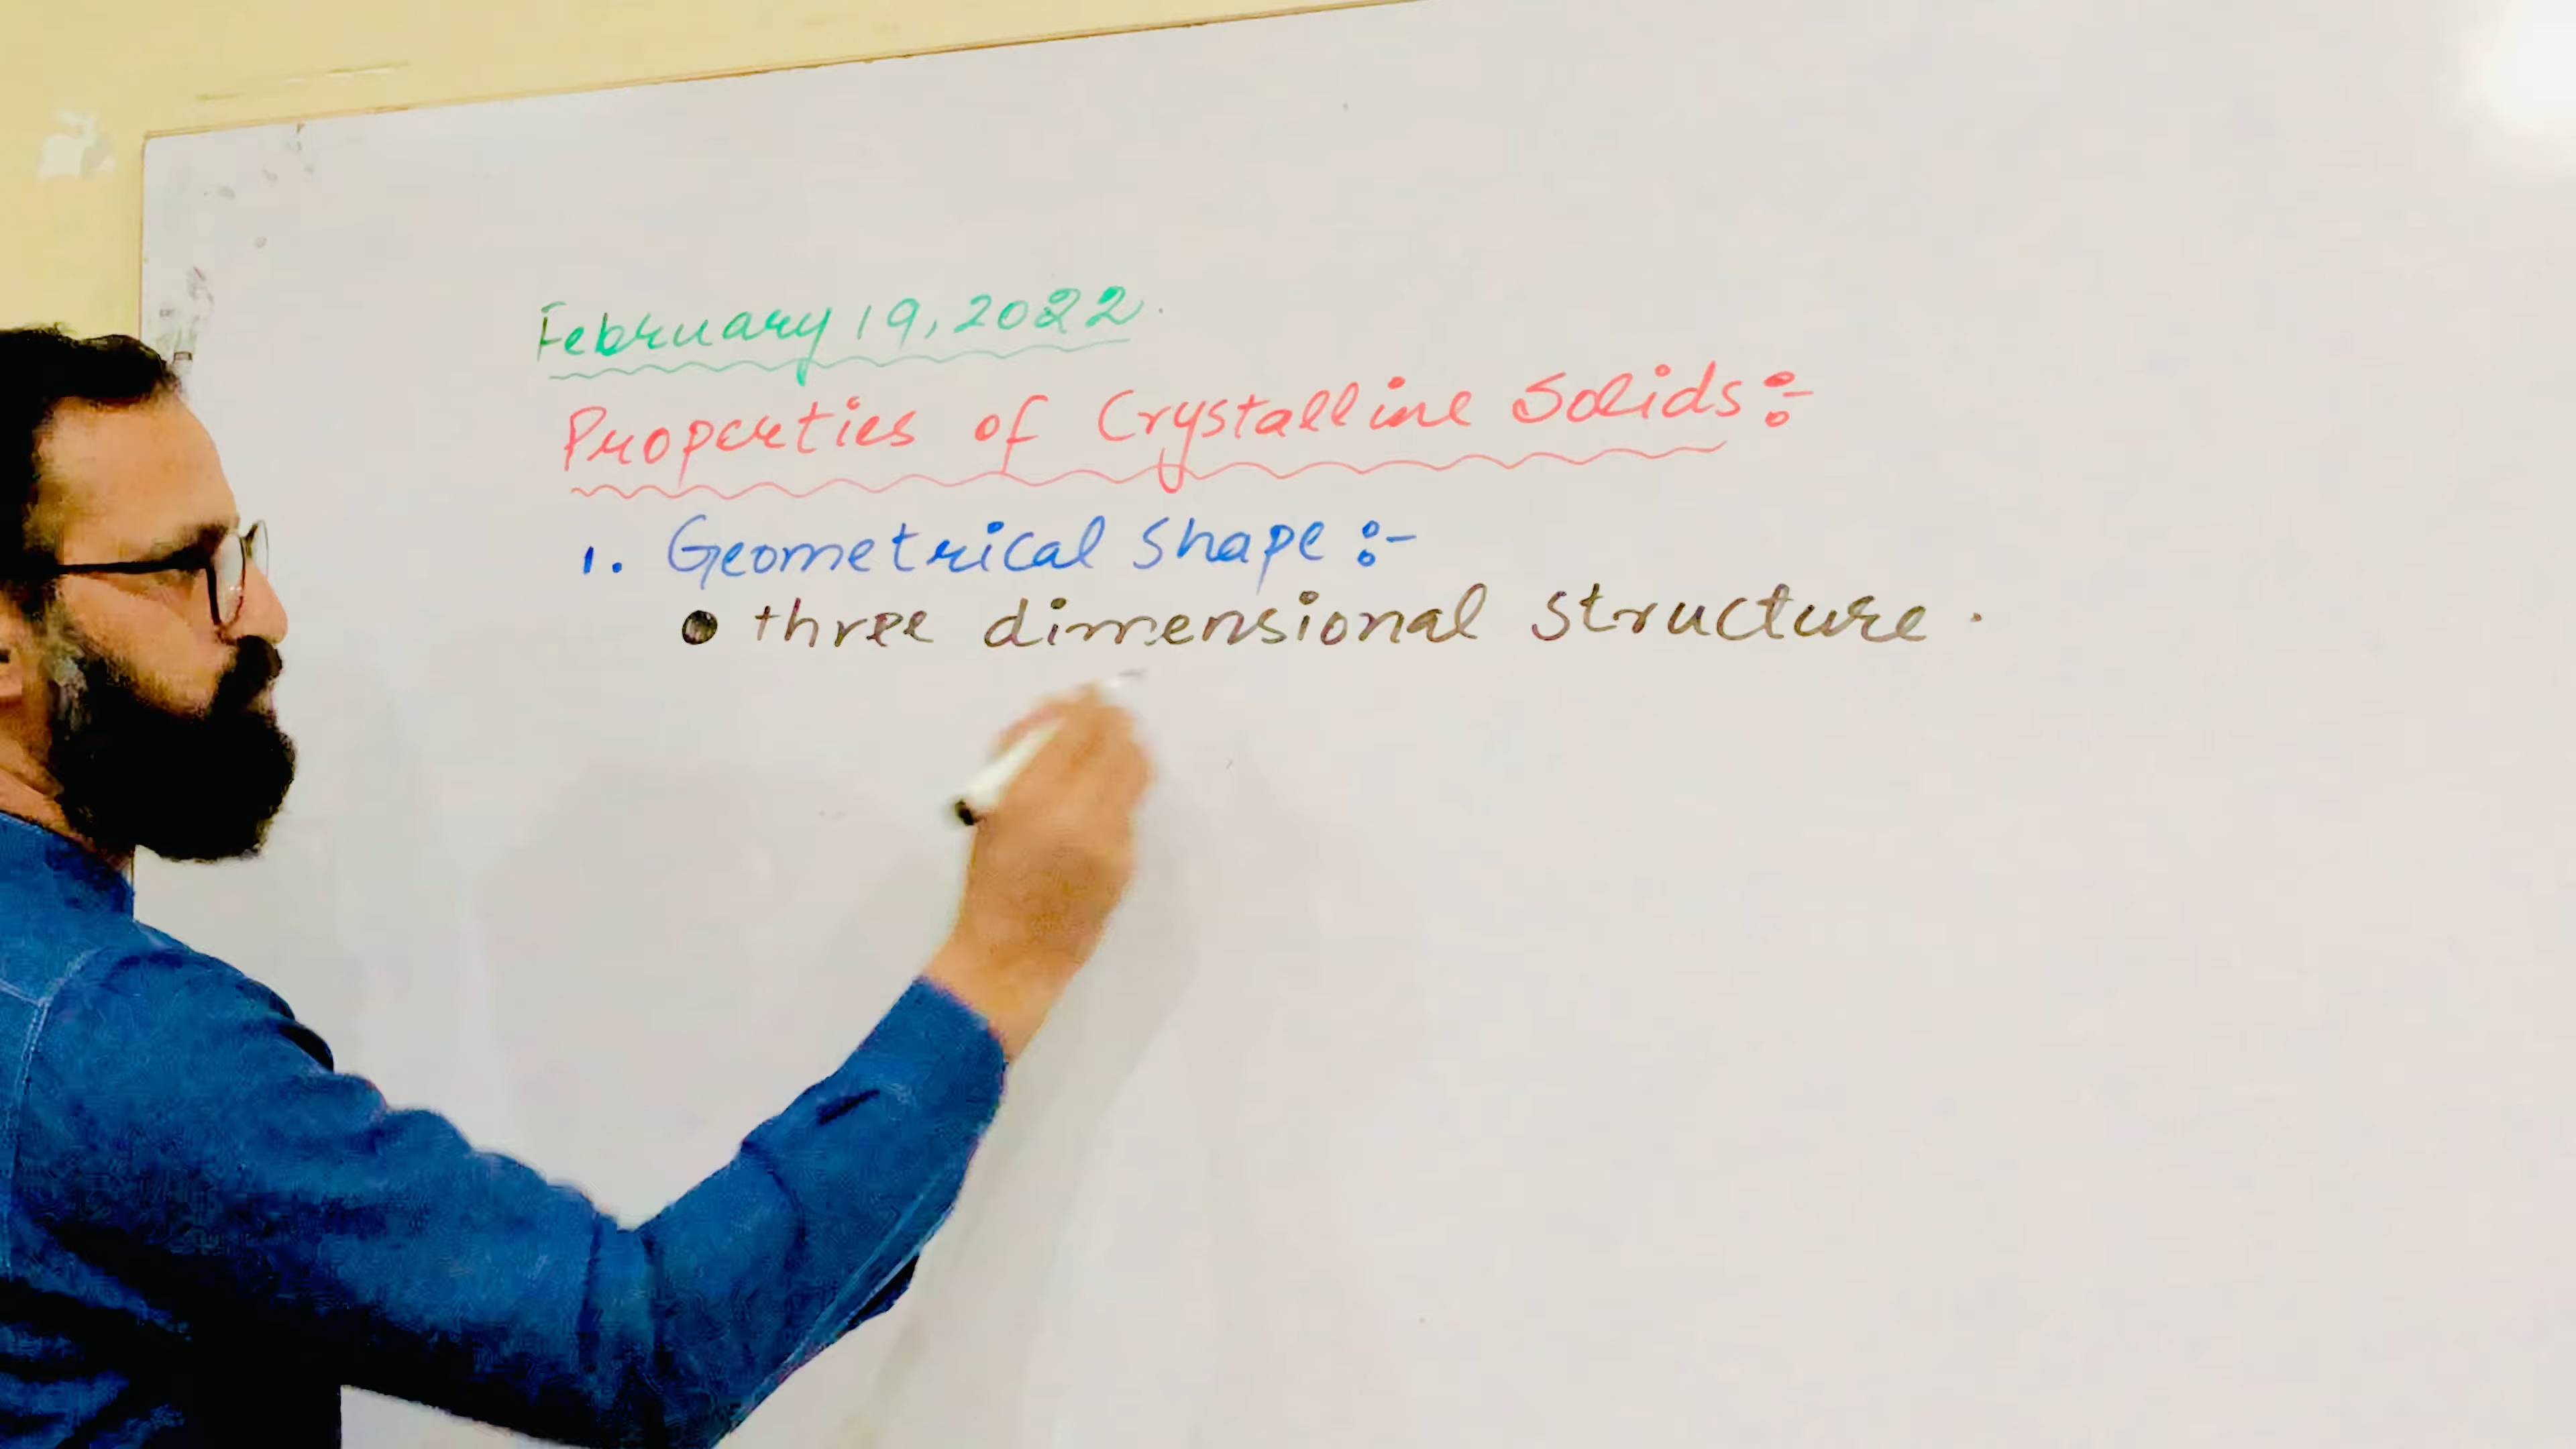 February 19, 2022.
Properties of Crystalline Solids:-
1. Geometrical Shape:-
• three dimensional structure.